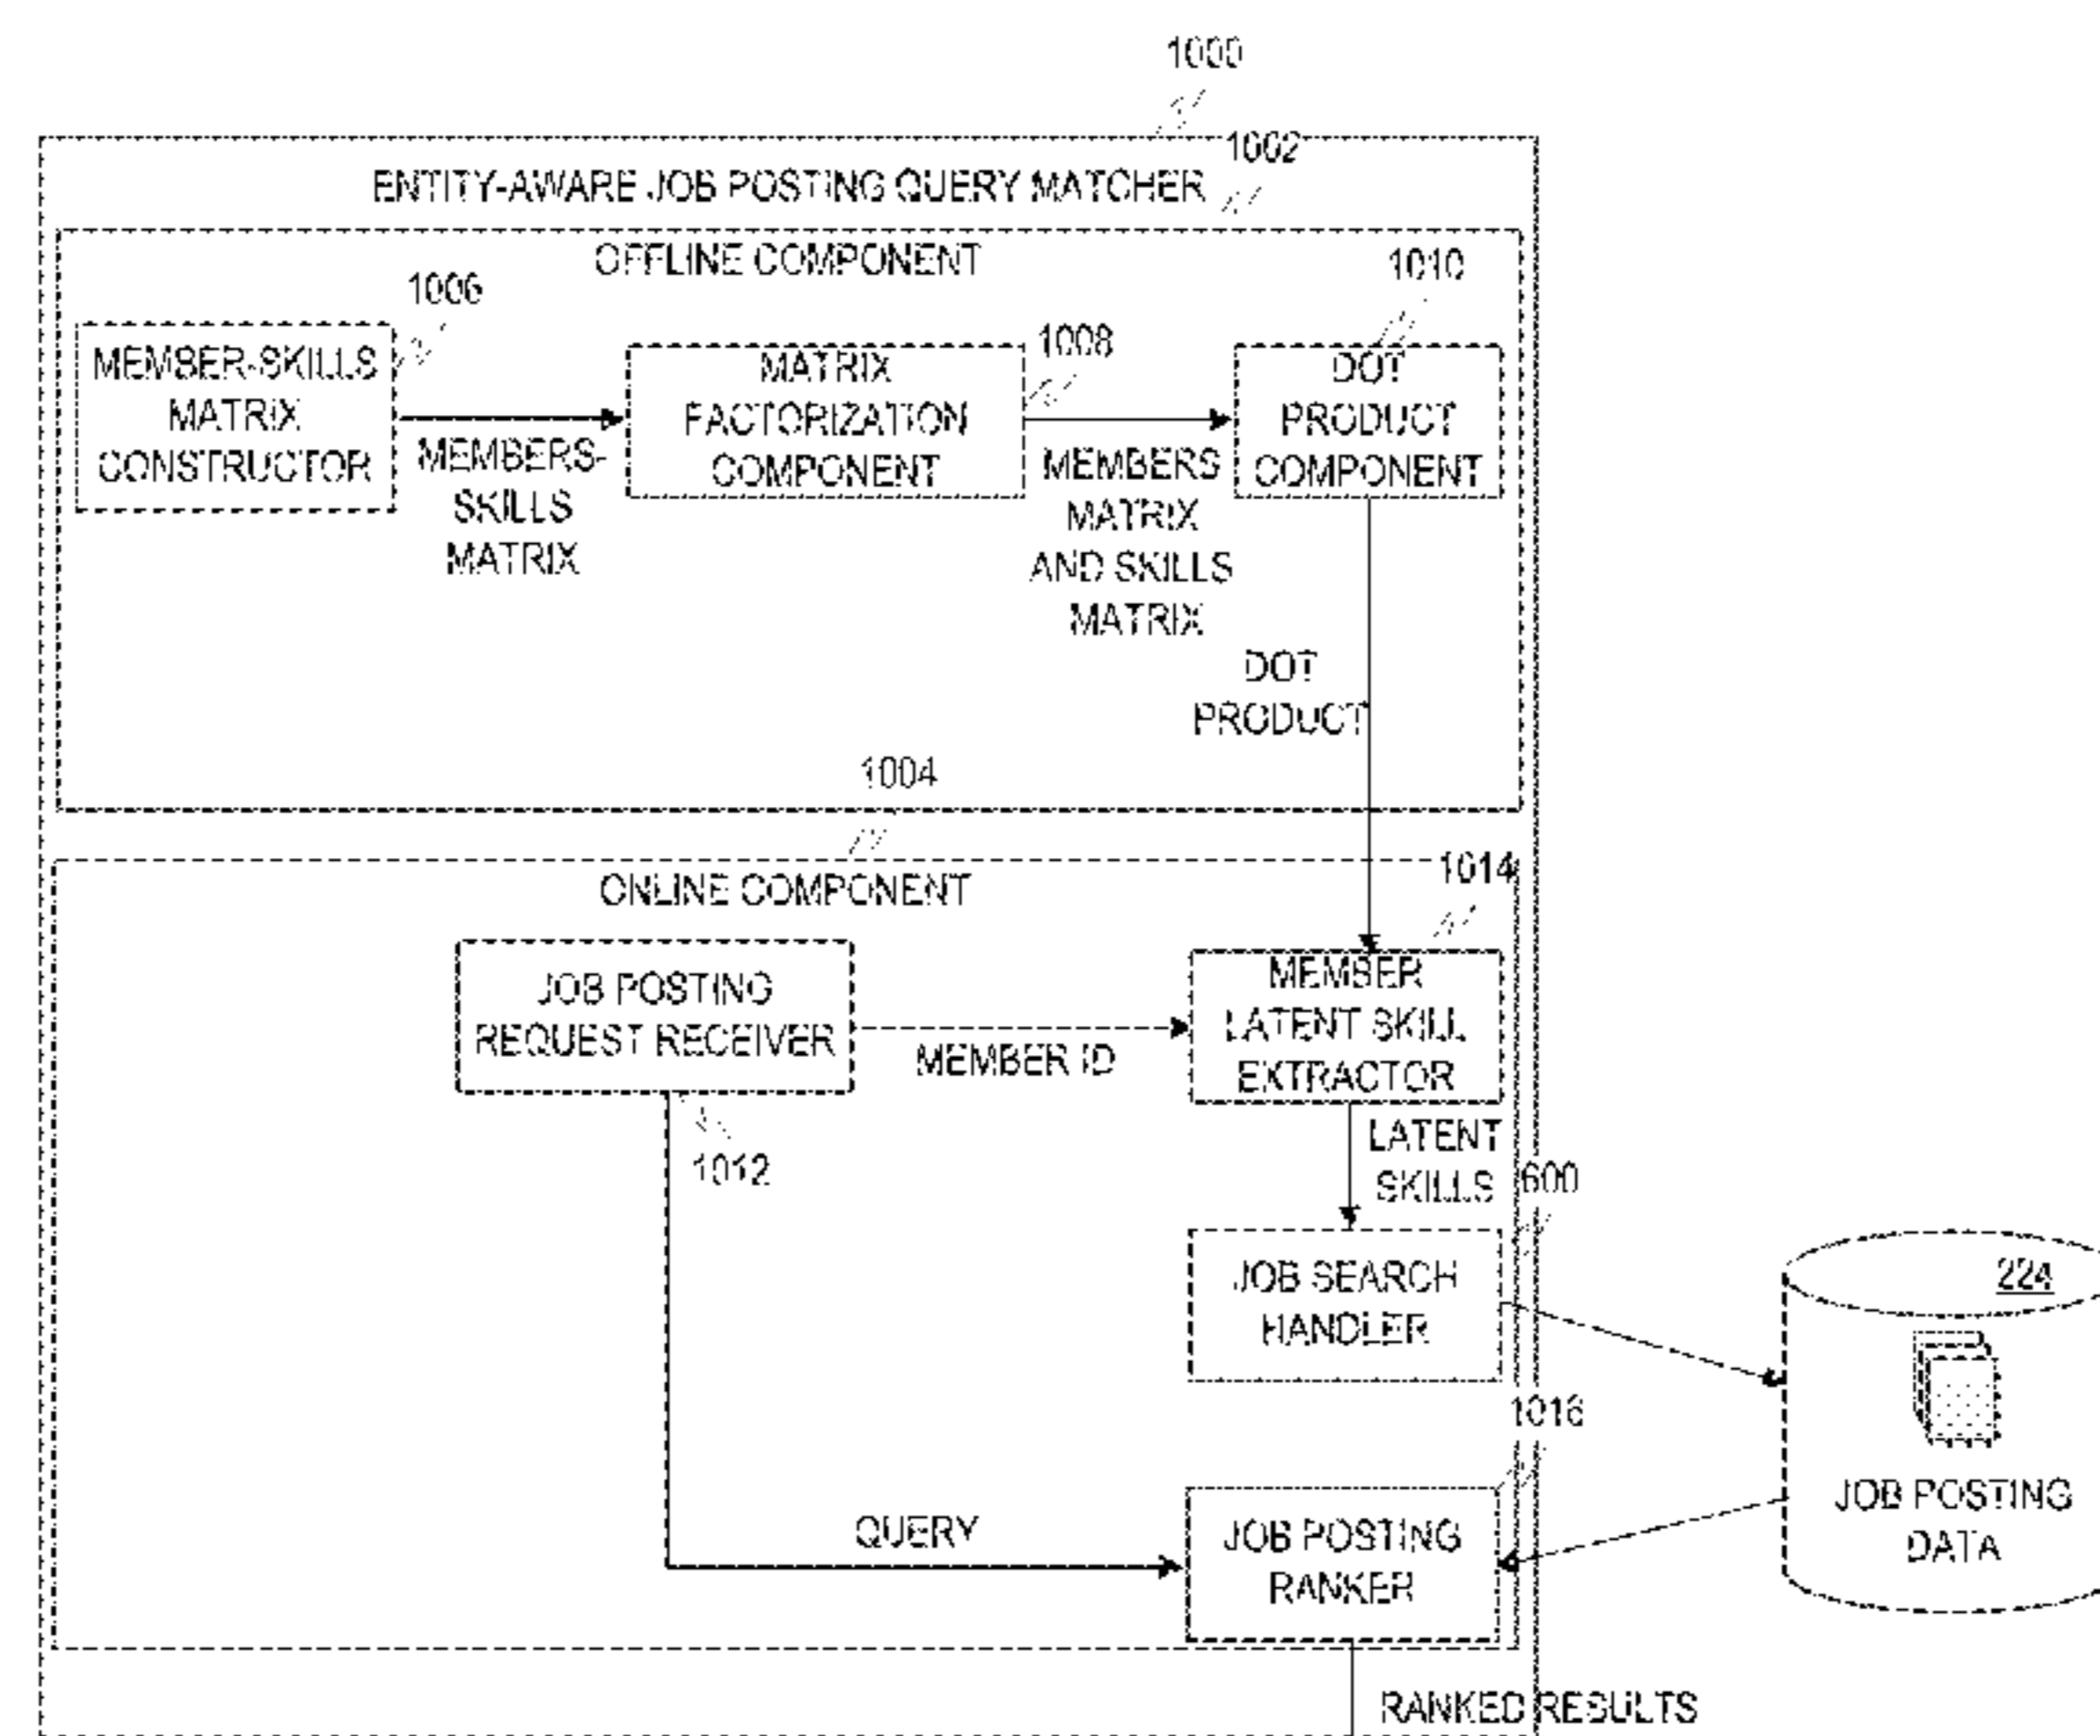 1000
1002
ENTITY-AWARE JOB POSTING QUERY MATCHER
OFFLINE COMPONENT
1006
1008
1010
MEMBER-SKILLS
MATRIX
CONSTRUCTOR
MEMBERS-
SKILLS
MATRIX
MATRIX
FACTORIZATION
COMPONENT
MEMBERS
MATRIX
AND SKILLS
MATRIX
DOT
PRODUCT
COMPONENT
DOT
PRODUCT
1004
ONLINE COMPONENT
1014
JOB POSTING
REQUEST RECEIVER
MEMBER ID
MEMBER
LATENT SKILL
EXTRACTOR
1012
LATENT
SKILLS
600
JOB SEARCH
HANDLER
224
JOB POSTING
DATA
1016
QUERY
JOB POSTING
RANKER
RANKED RESULTS